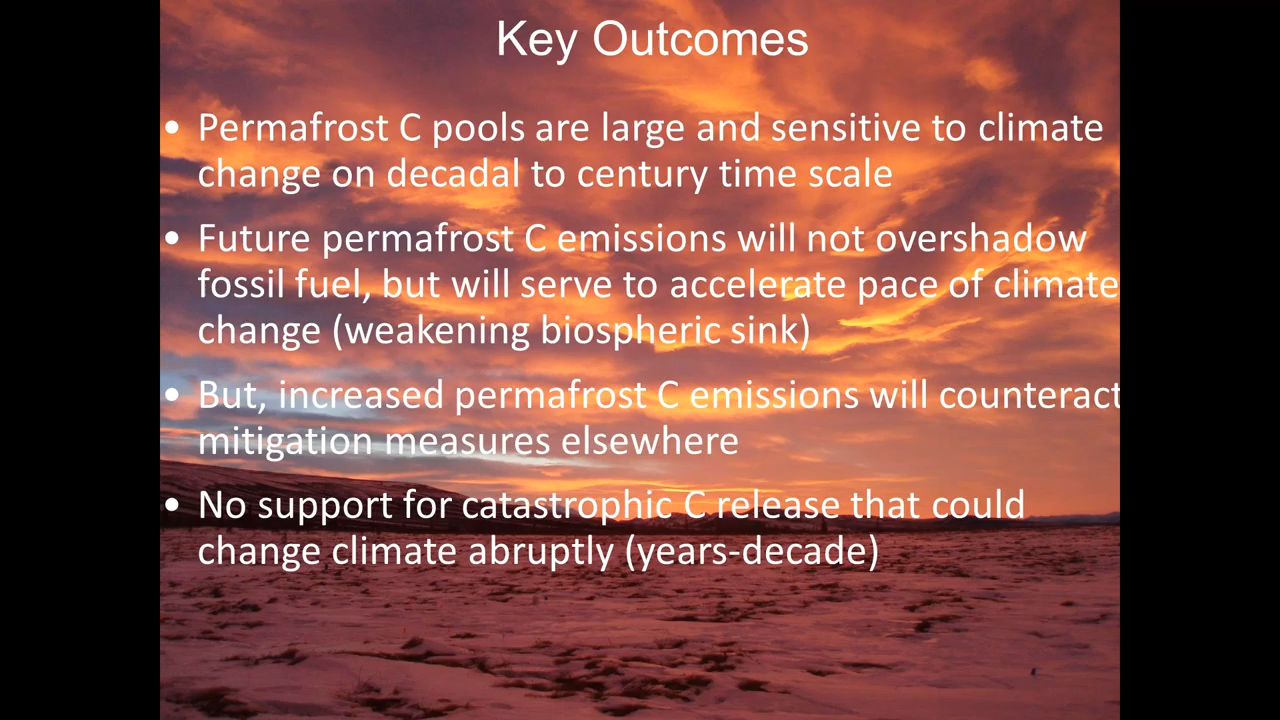 Key Outcomes
• Permafrost C pools are large and sensitive to climate
change on decadal to century time scale
• Future permafrost C emissions will not overshadow
fossil fuel, but will serve to accelerate pace of climate
change (weakening biospheric sink)
• But, increased permafrost C emissions will counteract
mitigation measures elsewhere
• No support for catastrophic C release that could
change climate abruptly (years-decade)